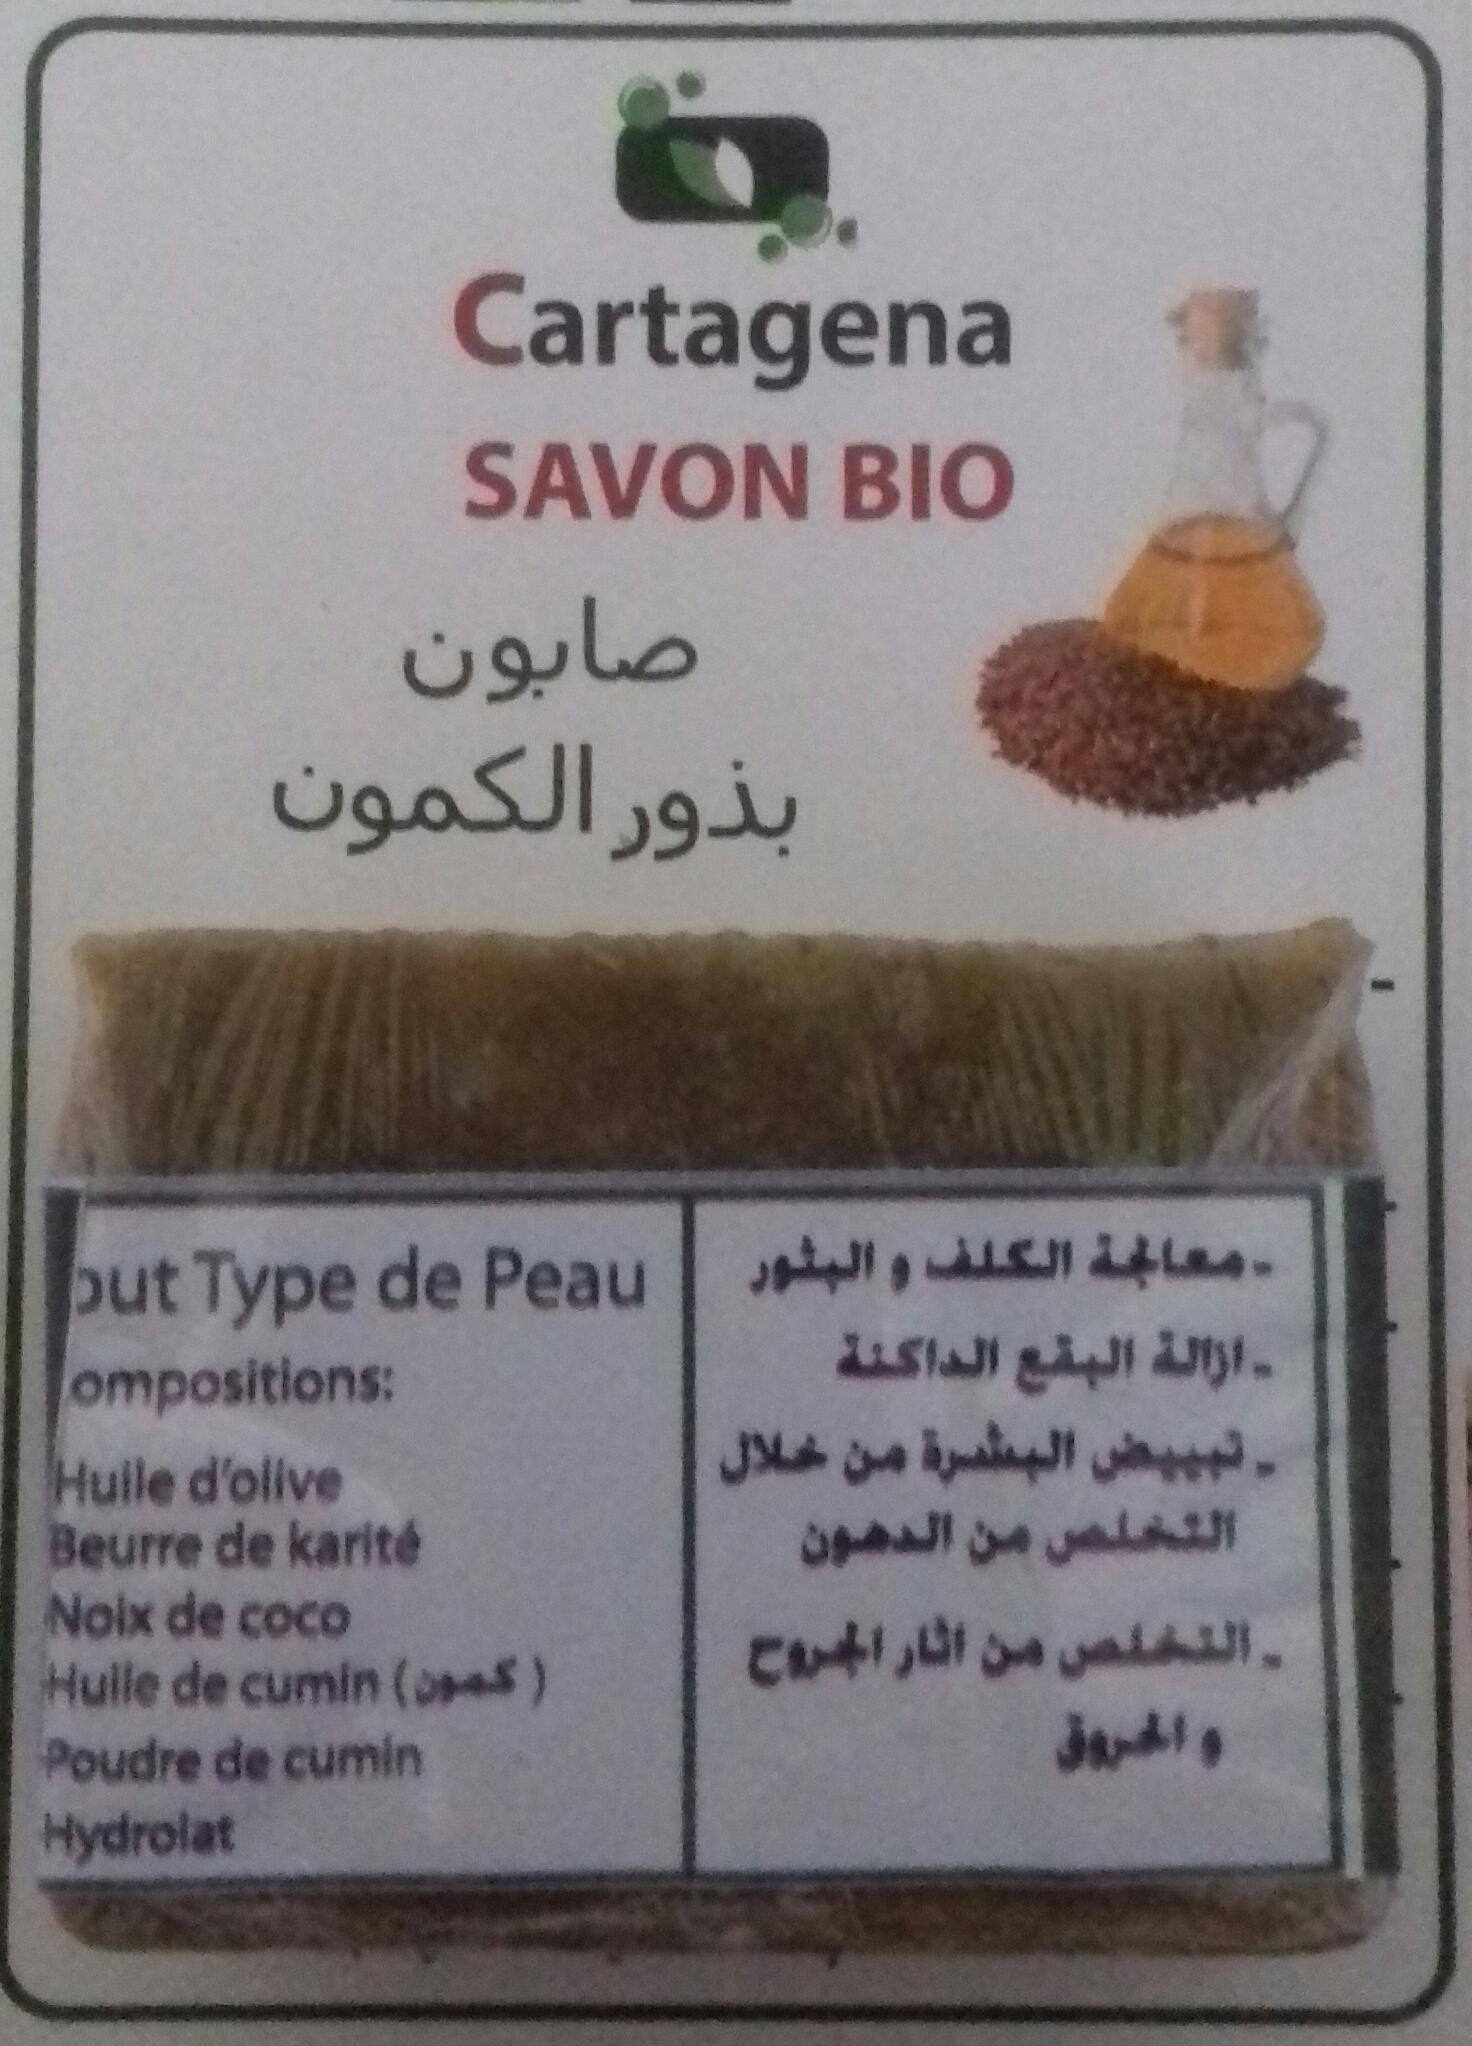 Cartagena
SAVON BIO
صابون
بذور الكمون
out Type de Peau
ompositions:
Huile d'olive
Beurre de karité
Noix de coco
Huile de cumin (كمون)
Poudre de cumin
Hydrolat
- معالجة الكلف و البثور
- ازالة البقع الداكنة
- تبييض البشرة من خلال
التخلص من الدهون
- التخلص من اثار الجروح
و الحروق